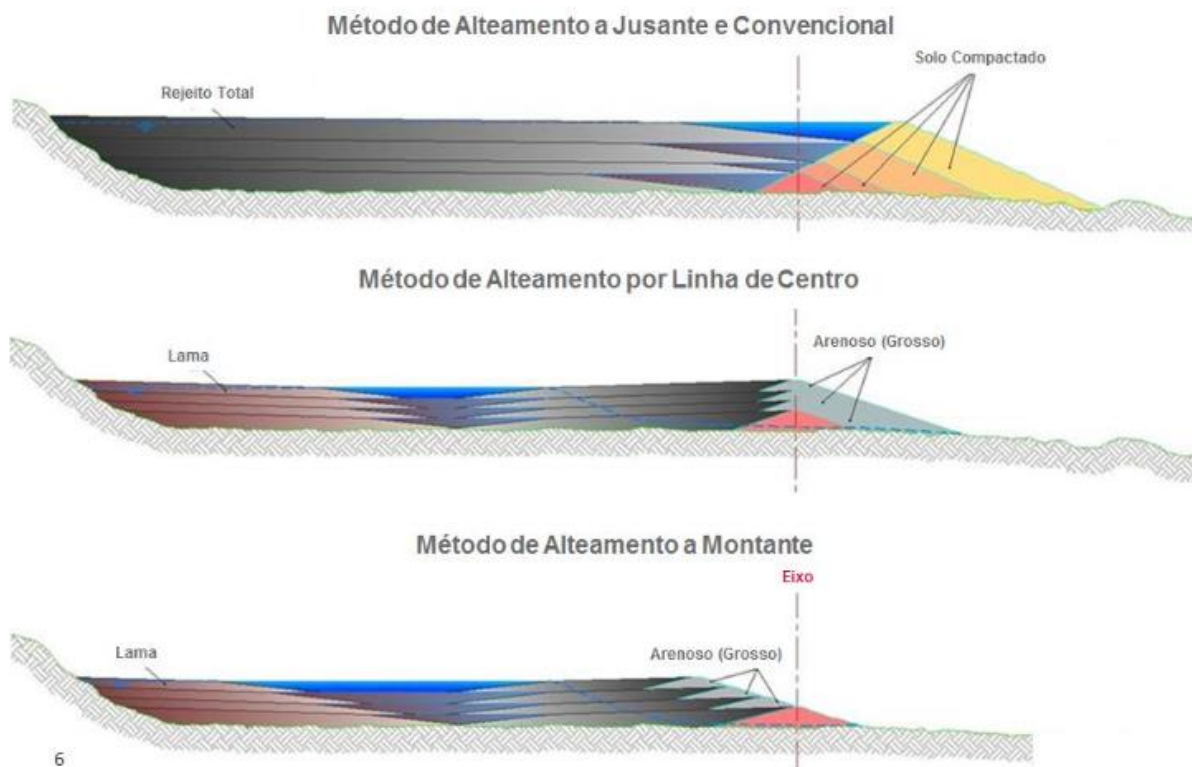 Método de Alteamento a Jusante e Convencional
Solo Compactado
Rejeito Total
Método de Alteamento por Linha de Centro
Arenoso (Grosso)
Lama
Método de Alteamento a Montante
Eixo
Lama
Arenoso (Grosso)
6